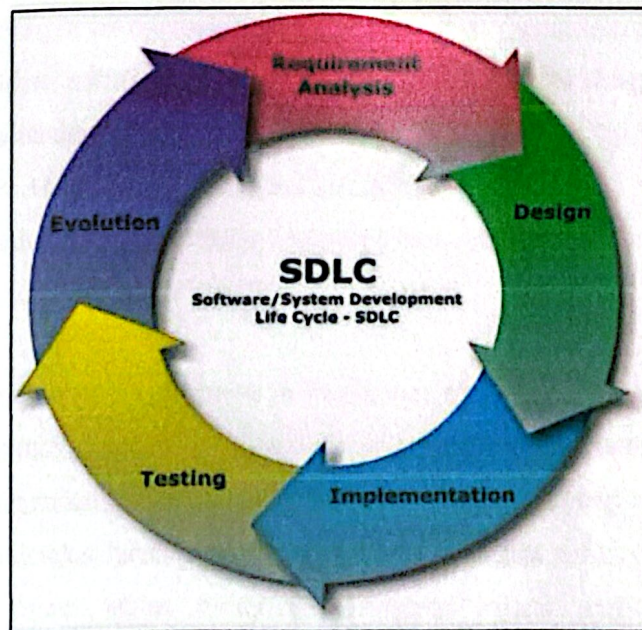 Requirement
Analysis
Design
Evolution
SDLC
Software/System Development
Life Cycle - SDLC
Testing
Implementation